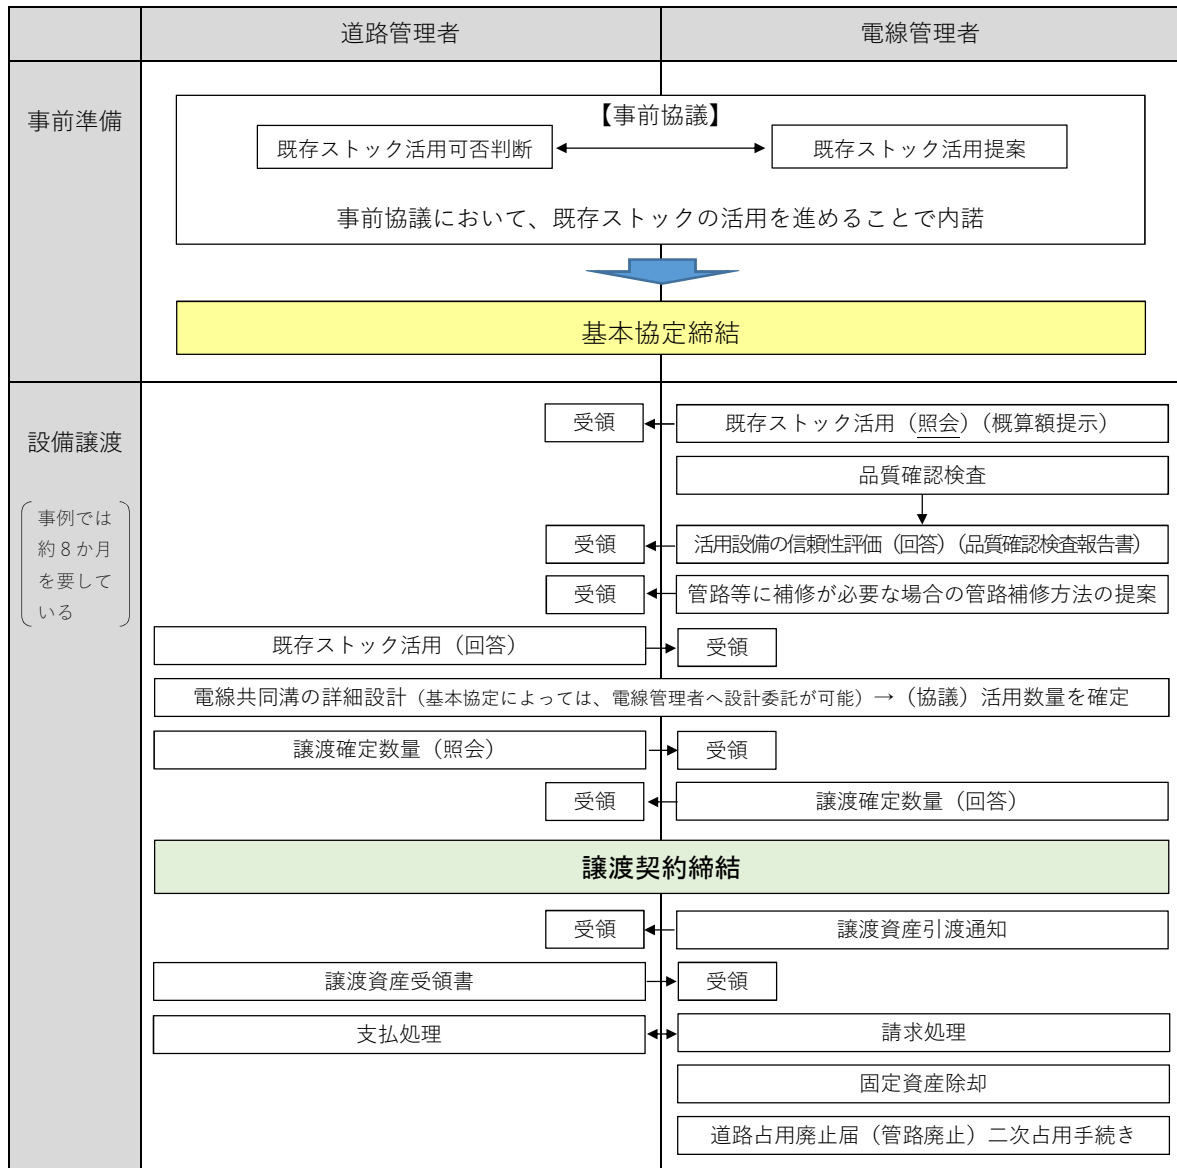 道路管理者
電線管理者
事前準備
【事前協議】
既存ストック活用可否判断
既存ストック活用提案
事前協議において、既存ストックの活用を進めることで内諾
基本協定締結
設備譲渡
事例では
約８か月
を要して
いる
受領
既存ストック活用（照会）（概算額提示）
品質確認検査
受領
活用設備の信頼性評価（回答）（品質確認検査報告書）
受領
管路等に補修が必要な場合の管路補修方法の提案
既存ストック活用（回答）
受領
電線共同溝の詳細設計（基本協定によっては、電線管理者へ設計委託が可能）→（協議）活用数量を確定
譲渡確定数量（照会）
受領
受領
譲渡確定数量（回答）
譲渡契約締結
受領
譲渡資産引渡通知
譲渡資産受領書
受領
支払処理
請求処理
固定資産除却
道路占用廃止届（管路廃止）二次占用手続き